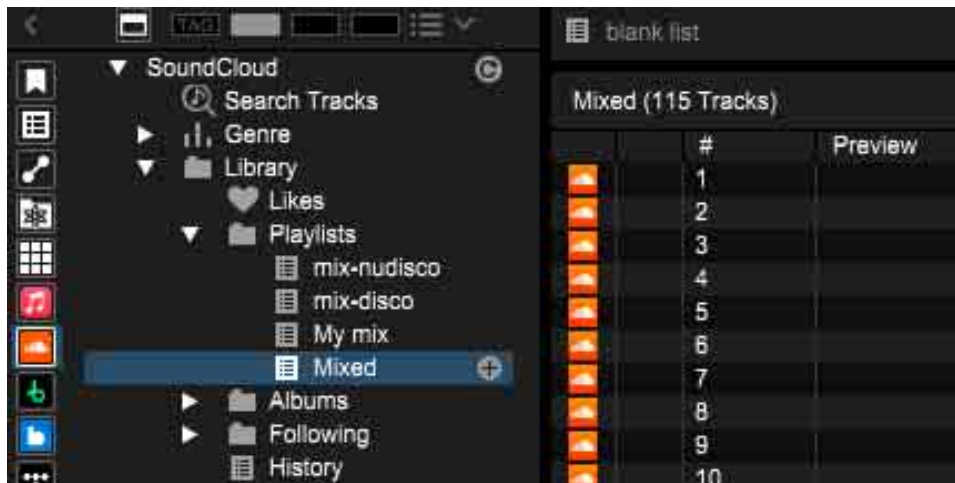 TAG
blank list
SoundCloud
Search Tracks
Genre
Library
Likes
Playlists
mix-nudisco
mix-disco
My mix
Mixed
Albums
Following
History
Mixed (115 Tracks)
# Preview
1
2
3
4
5
6
7
8
9
10